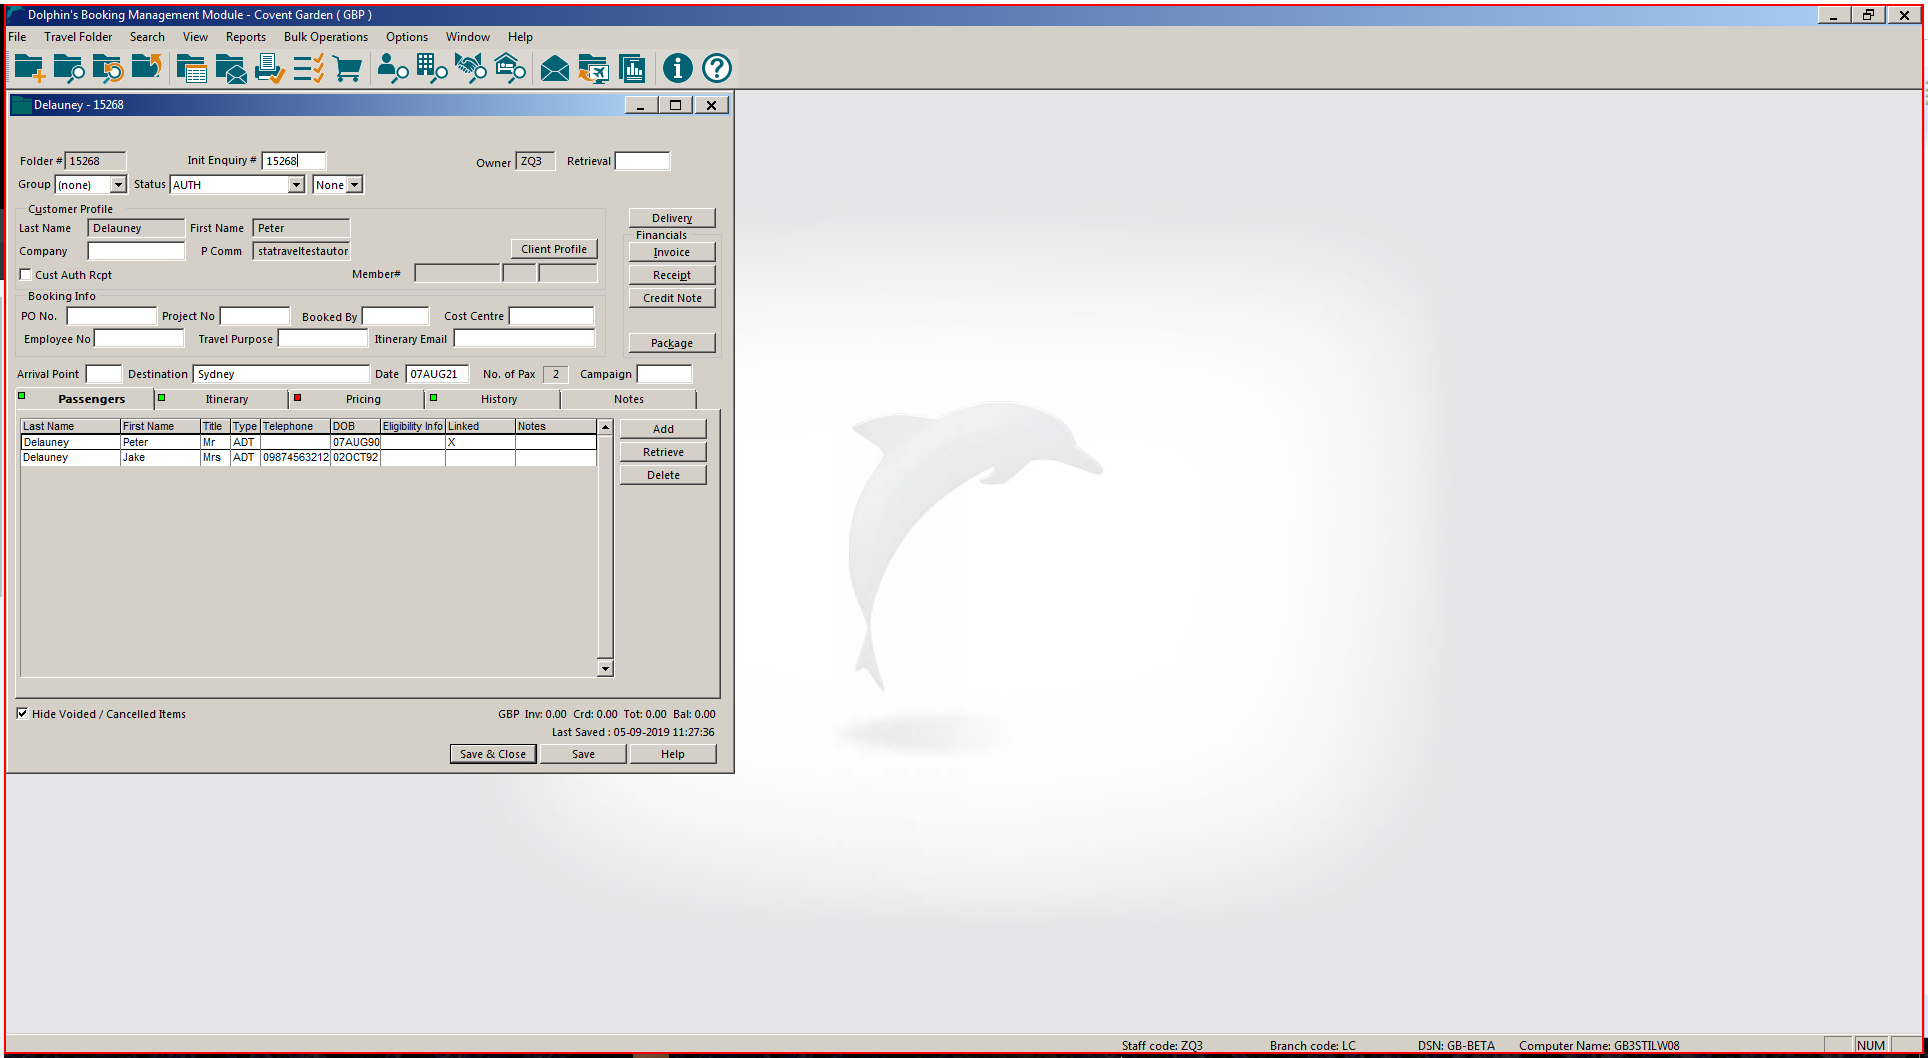 Dolphin's Booking Management Module - Covent Garden ( GBP )
File Travel Folder Search View Reports Bulk Operations Options Window Help
Delauney - 15268
Folder # 15268 Init Enquiry # 15268 Owner ZQ3 Retrieval
Group (none) Status AUTH None
Customer Profile
Last Name Delauney First Name Peter
Company P Comm statraveltestautor Client Profile
Cust Auth Rcpt Member#
Delivery
Financials
Invoice
Receipt
Credit Note
Package
Booking Info
PO No. Project No Booked By Cost Centre
Employee No Travel Purpose Itinerary Email
Arrival Point Destination Sydney Date 07AUG21 No. of Pax 2 Campaign
Passengers Itinerary Pricing History Notes
Last Name First Name Title Type Telephone DOB Eligibility Info Linked Notes
Delauney Peter Mr ADT 07AUG90 X
Delauney Jake Mrs ADT 09874563212 02OCT92
Add
Retrieve
Delete
Hide Voided / Cancelled Items GBP Inv: 0.00 Crd: 0.00 Tot: 0.00 Bal: 0.00
Last Saved : 05-09-2019 11:27:36
Save & Close Save Help
Staff code: ZQ3 Branch code: LC DSN: GB-BETA Computer Name: GB3STILW08 NUM